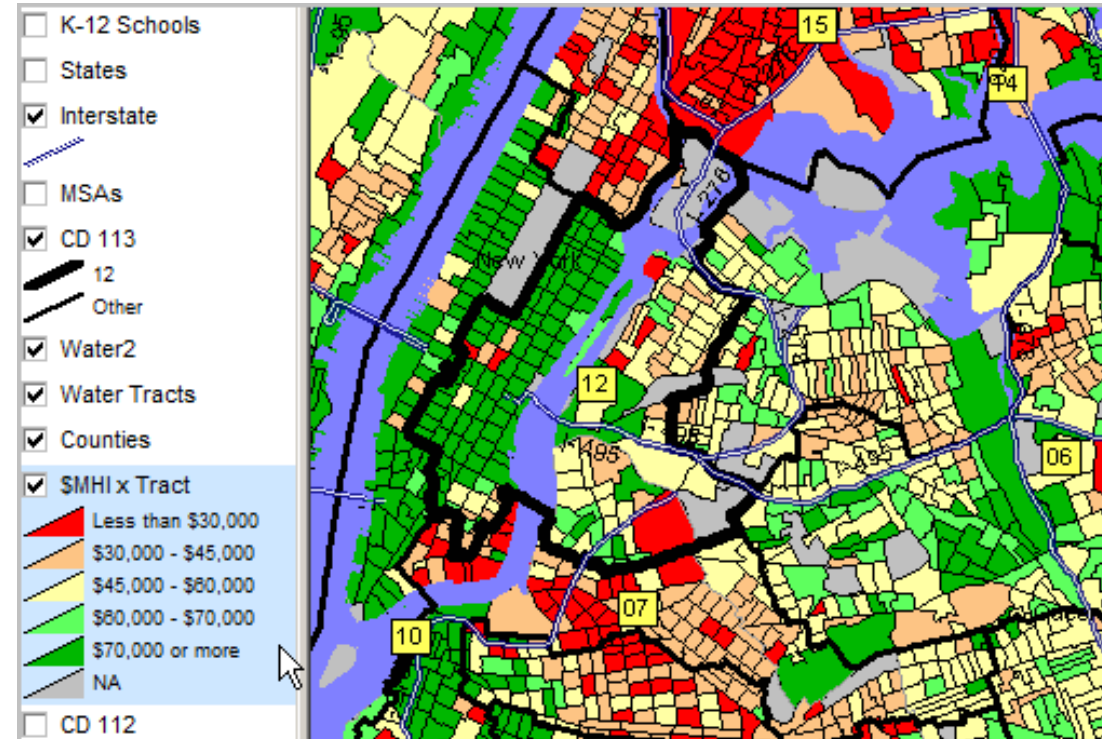 K-12 Schools
States
Interstate
MSAs
CD 113
12
Other
Water2
Water Tracts
Counties
$MHI x Tract
Less than $30,000
$30,000 - $45,000
$45,000 - $60,000
$60,000 - $70,000
$70,000 or more
NA
CD 112
15
14
I-278
New York
12
I-495
06
07
10